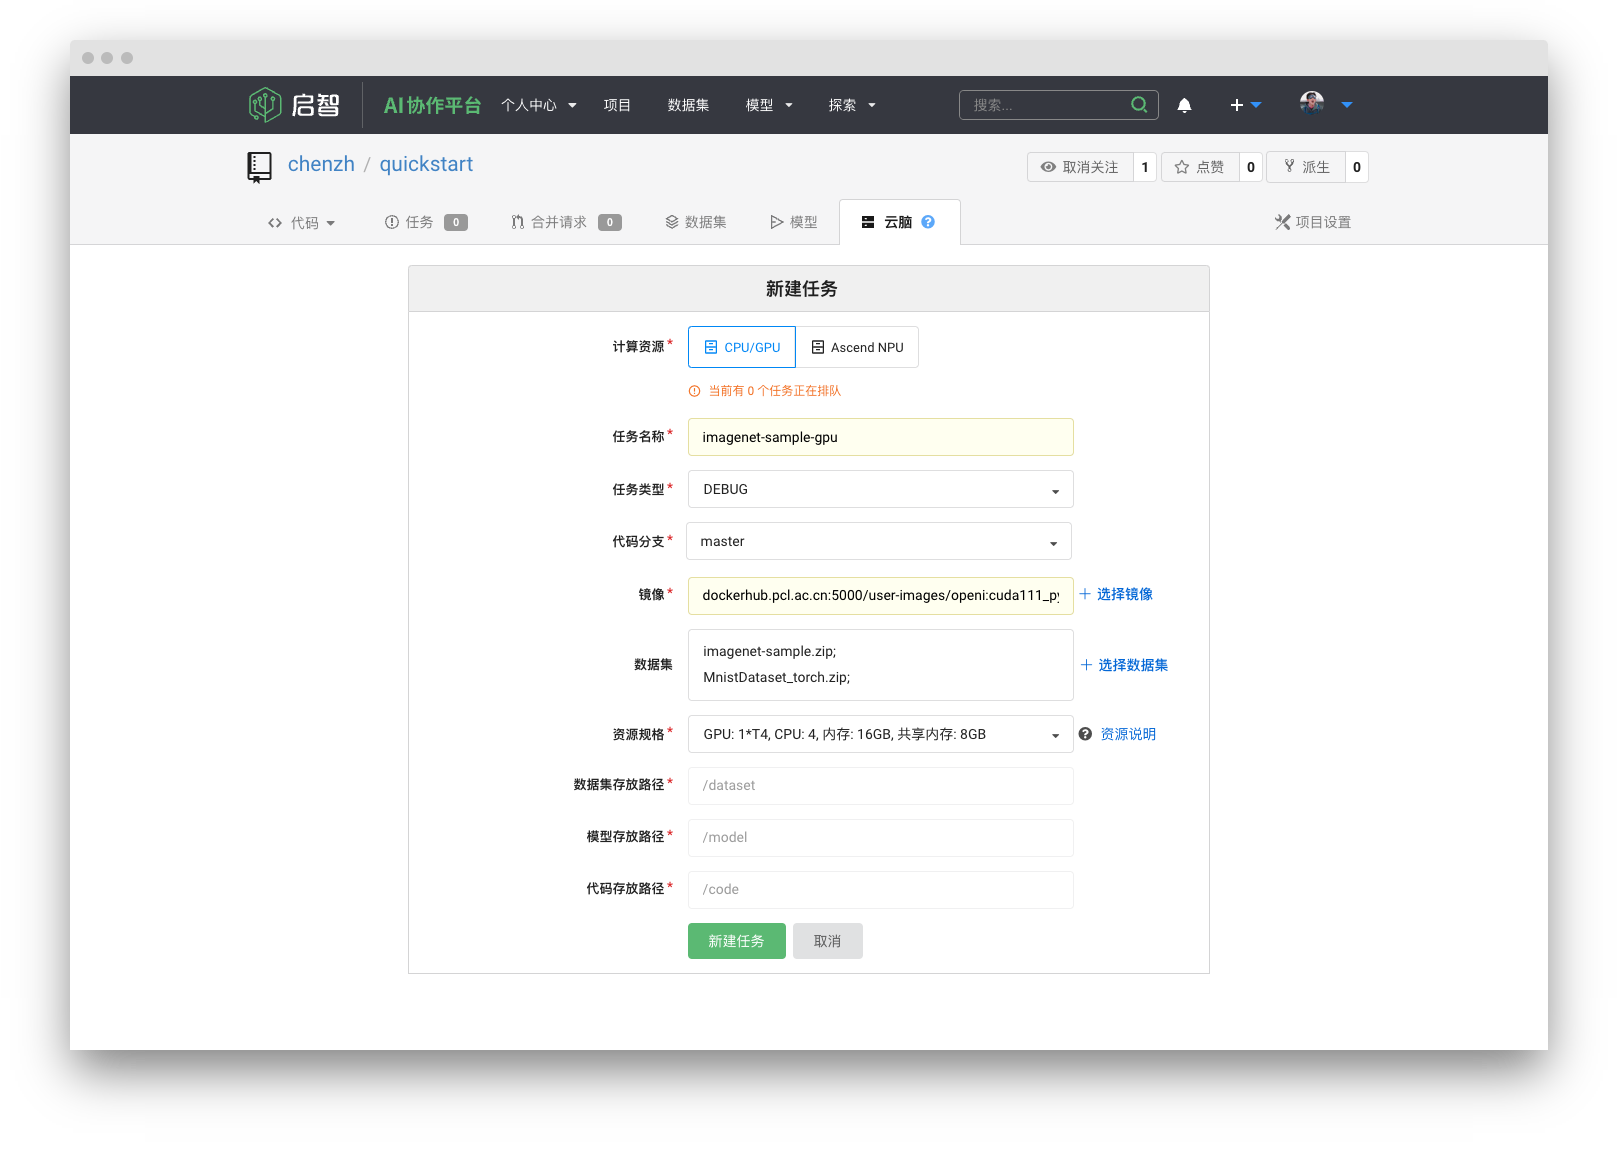 启智 AI协作平台 个人中心 项目 数据集 模型 探索 搜索...
chenzh / quickstart 取消关注 1 点赞 0 派生 0
代码 任务 0 合并请求 0 数据集 模型 云脑 ? 项目设置
新建任务
计算资源* CPU/GPU Ascend NPU
当前有 0 个任务正在排队
任务名称* imagenet-sample-gpu
任务类型* DEBUG
代码分支* master
镜像* dockerhub.pcl.ac.cn:5000/user-images/openi:cuda111_py + 选择镜像
数据集 imagenet-sample.zip;
MnistDataset_torch.zip;
+ 选择数据集
资源规格* GPU: 1*T4, CPU: 4, 内存: 16GB, 共享内存: 8GB ? 资源说明
数据集存放路径* /dataset
模型存放路径* /model
代码存放路径* /code
新建任务 取消